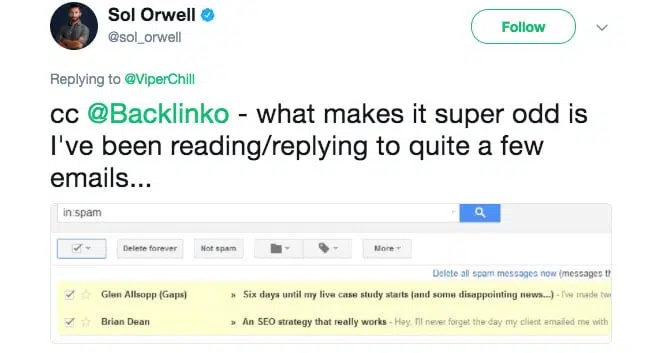 Sol Orwell
@sol_orwell
Follow
Replying to @ViperChill
cc @Backlinko - what makes it super odd is
I've been reading/replying to quite a few
emails...
in:spam
Delete forever
Not spam
More
Delete all spam messages now (messages th
Glen Allsopp (Gaps) » Six days until my live case study starts (and some disappointing news...) - I've made tw
Brian Dean » An SEO strategy that really works - Hey, I'll never forget the day my client emailed me with